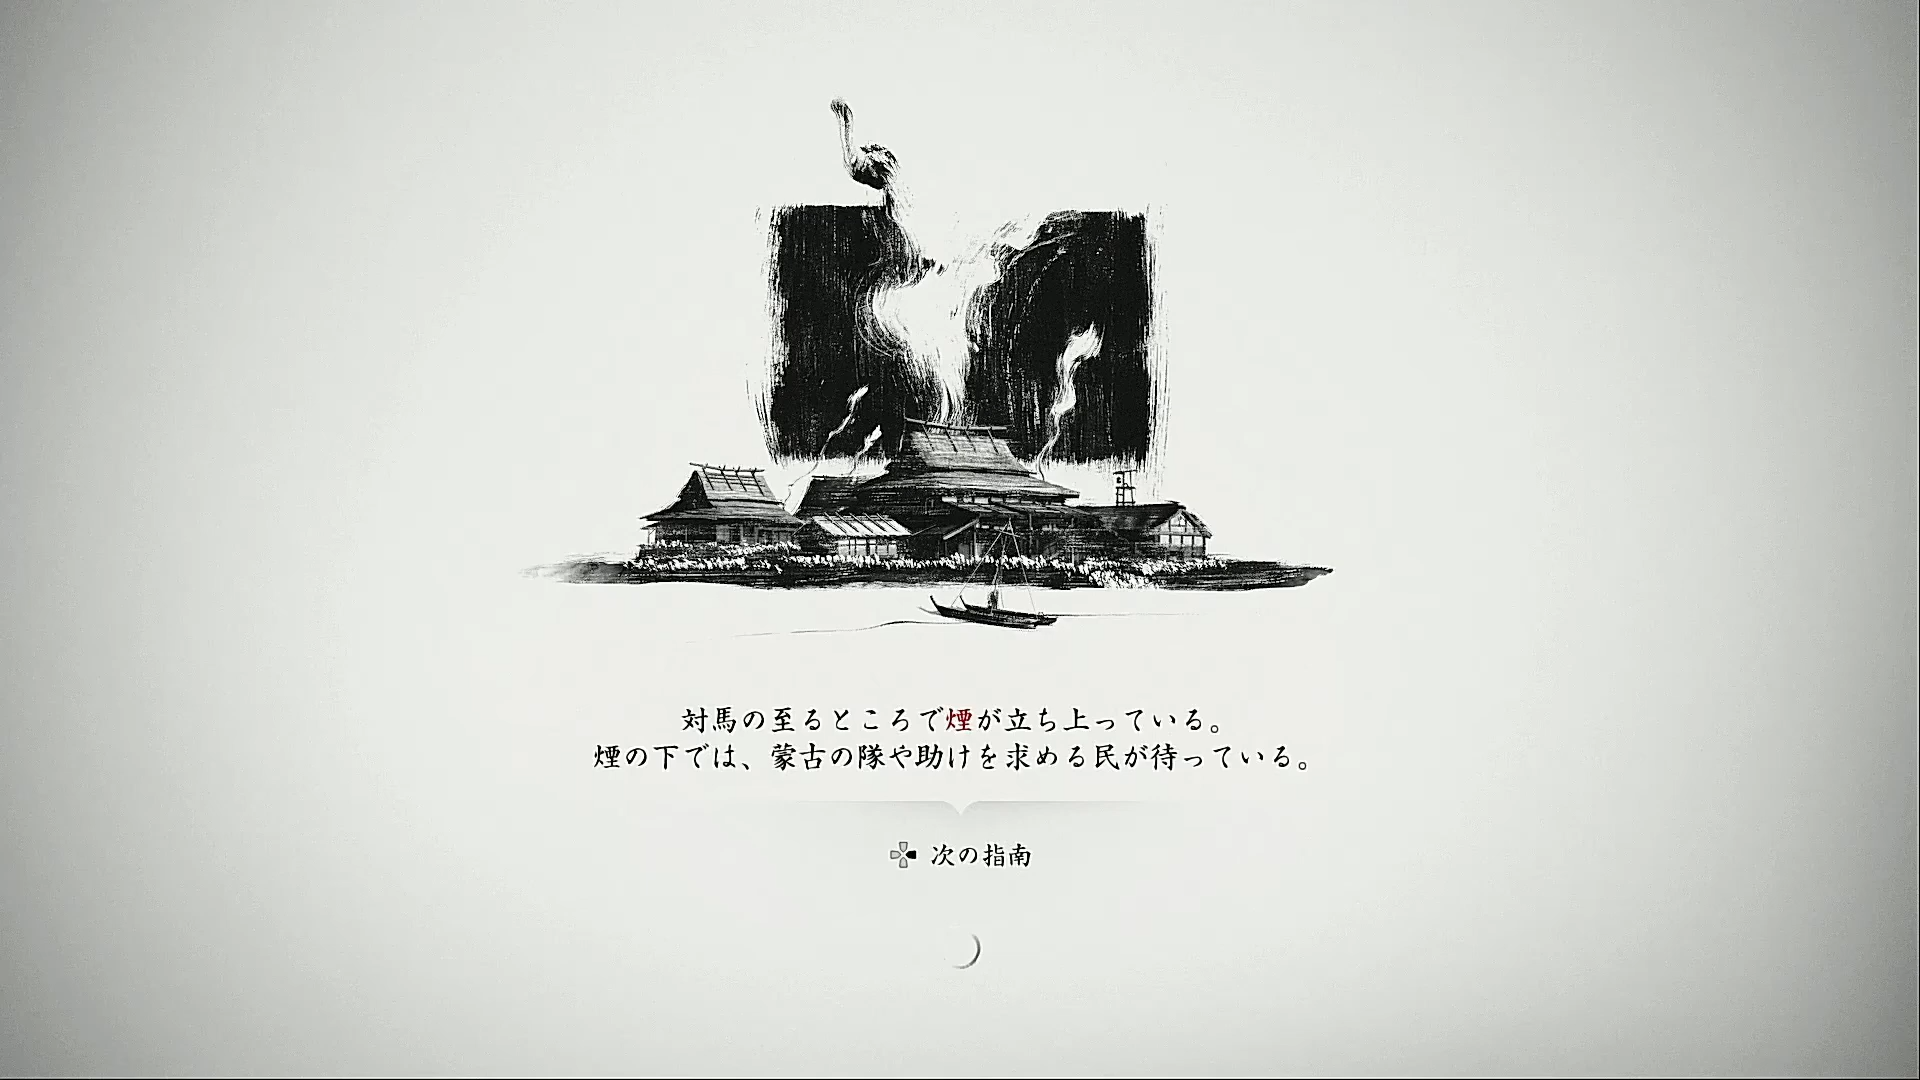 対馬の至るところで煙が立ち上っている。
煙の下では、蒙古の隊や助けを求める民が待っている。
次の指南